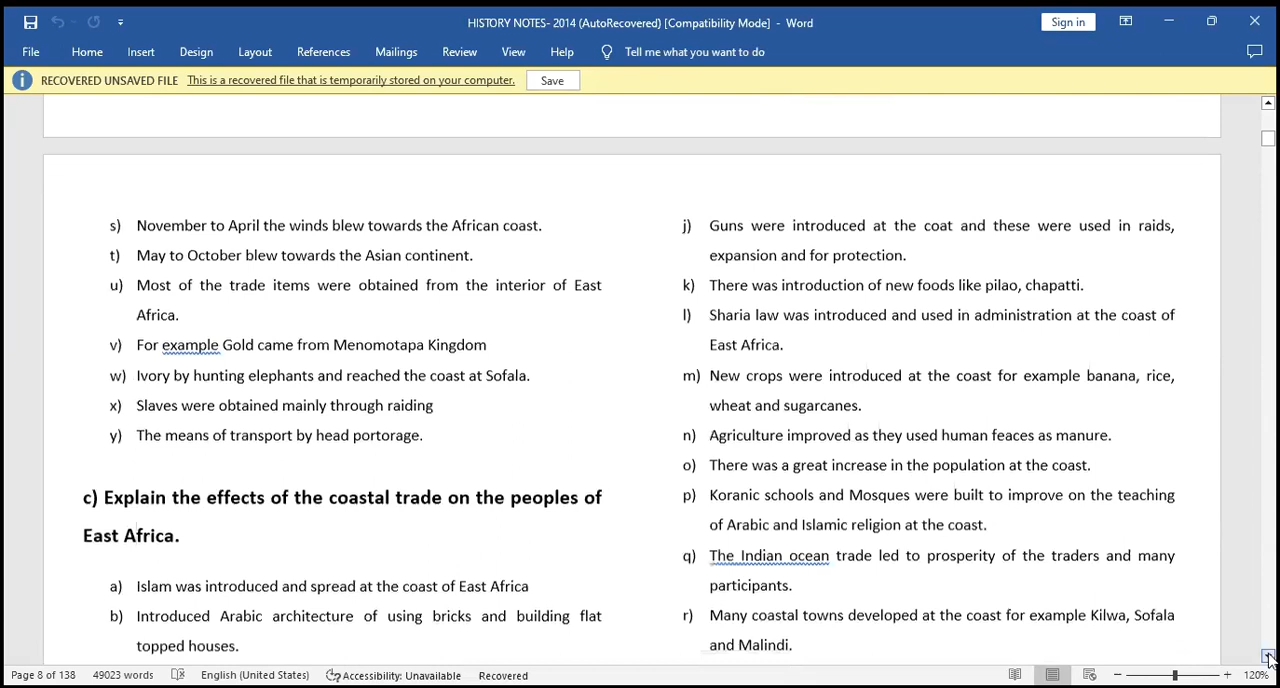 HISTORY NOTES- 2014 (AutoRecovered) [Compatibility Mode] - Word
Sign in
File Home Insert Design Layout References Mailings Review View Help Tell me what you want to do
RECOVERED UNSAVED FILE This is a recovered file that is temporarily stored on your computer. Save
s) November to April the winds blew towards the African coast.
t) May to October blew towards the Asian continent.
u) Most of the trade items were obtained from the interior of East
Africa.
v) For example Gold came from Menomotapa Kingdom
w) Ivory by hunting elephants and reached the coast at Sofala.
x) Slaves were obtained mainly through raiding
y) The means of transport by head portorage.
c) Explain the effects of the coastal trade on the peoples of
East Africa.
a) Islam was introduced and spread at the coast of East Africa
b) Introduced Arabic architecture of using bricks and building flat
topped houses.
j) Guns were introduced at the coat and these were used in raids,
expansion and for protection.
k) There was introduction of new foods like pilao, chapatti.
l) Sharia law was introduced and used in administration at the coast of
East Africa.
m) New crops were introduced at the coast for example banana, rice,
wheat and sugarcanes.
n) Agriculture improved as they used human feaces as manure.
o) There was a great increase in the population at the coast.
p) Koranic schools and Mosques were built to improve on the teaching
of Arabic and Islamic religion at the coast.
q) The Indian ocean trade led to prosperity of the traders and many
participants.
r) Many coastal towns developed at the coast for example Kilwa, Sofala
and Malindi.
Page 8 of 138 49023 words English (United States) Accessibility: Unavailable Recovered 120%